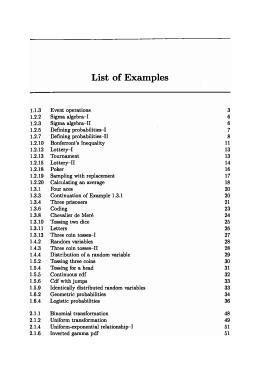 List of Examples
1.1.3 Event operations 3
1.2.2 Sigma algebra-I 6
1.2.3 Sigma algebra-II 6
1.2.5 Defining probabilities-I 7
1.2.7 Defining probabilities-II 8
1.2.10 Bonferroni's Inequality 11
1.2.12 Lottery-I 13
1.2.13 Tournament 13
1.2.15 Lottery-II 14
1.2.18 Poker 16
1.2.19 Sampling with replacement 17
1.2.20 Calculating an average 18
1.3.1 Four aces 20
1.3.3 Continuation of Example 1.3.1 20
1.3.4 Three prisoners 21
1.3.6 Coding 23
1.3.8 Chevalier de Meré 24
1.3.10 Tossing two dice 25
1.3.11 Letters 26
1.3.13 Three coin tosses-I 27
1.4.2 Random variables 28
1.4.3 Three coin tosses-II 28
1.4.4 Distribution of a random variable 29
1.5.2 Tossing three coins 30
1.5.4 Tossing for a head 31
1.5.5 Continuous cdf 32
1.5.6 Cdf with jumps 33
1.5.9 Identically distributed random variables 33
1.6.2 Geometric probabilities 34
1.6.4 Logistic probabilities 36
2.1.1 Binomial transformation 48
2.1.2 Uniform transformation 49
2.1.4 Uniform-exponential relationship-I 51
2.1.6 Inverted gamma pdf 51